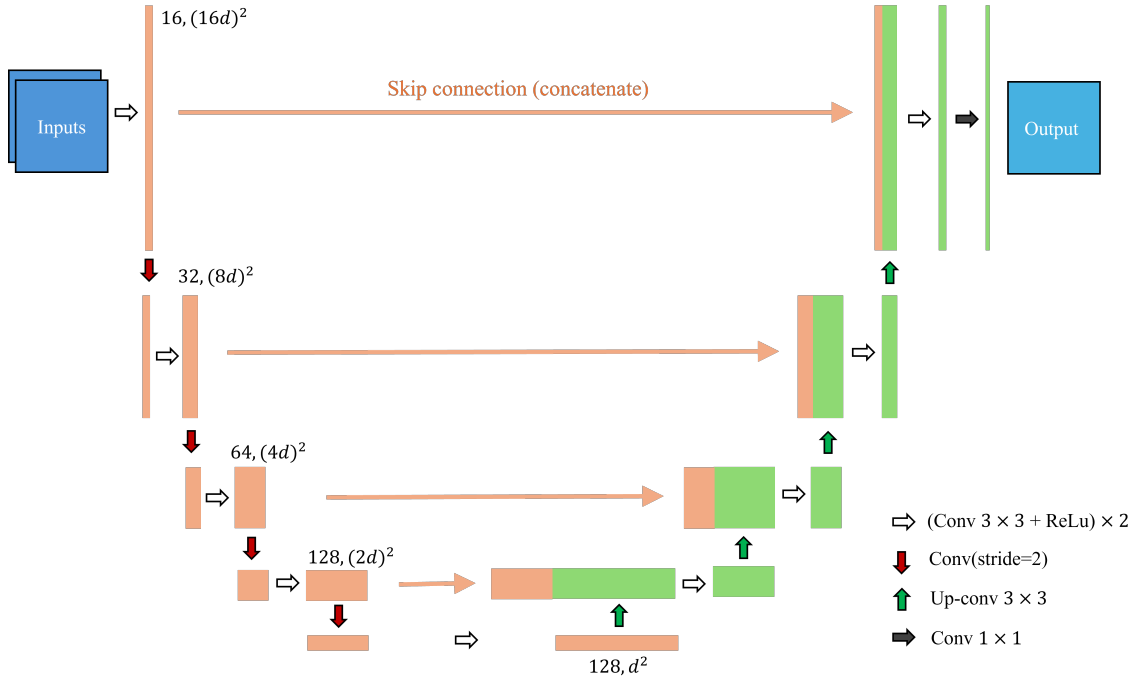 16, (16d)²
Skip connection (concatenate)
Inputs
Output
32, (8d)²
64, (4d)²
128, (2d)²
128, d²
(Conv 3 × 3 + ReLu) × 2
Conv(stride=2)
Up-conv 3 × 3
Conv 1 × 1